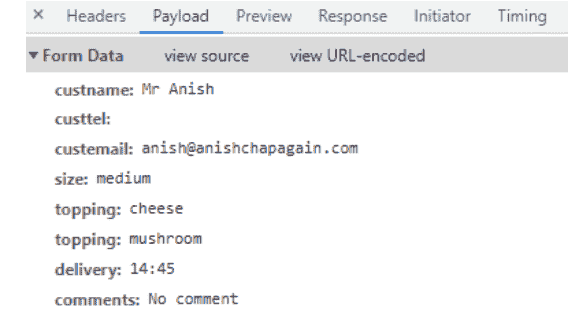 × Headers Payload Preview Response Initiator Timing
▼ Form Data view source view URL-encoded
custname: Mr Anish
custtel:
custemail: anish@anishchapagain.com
size: medium
topping: cheese
topping: mushroom
delivery: 14:45
comments: No comment